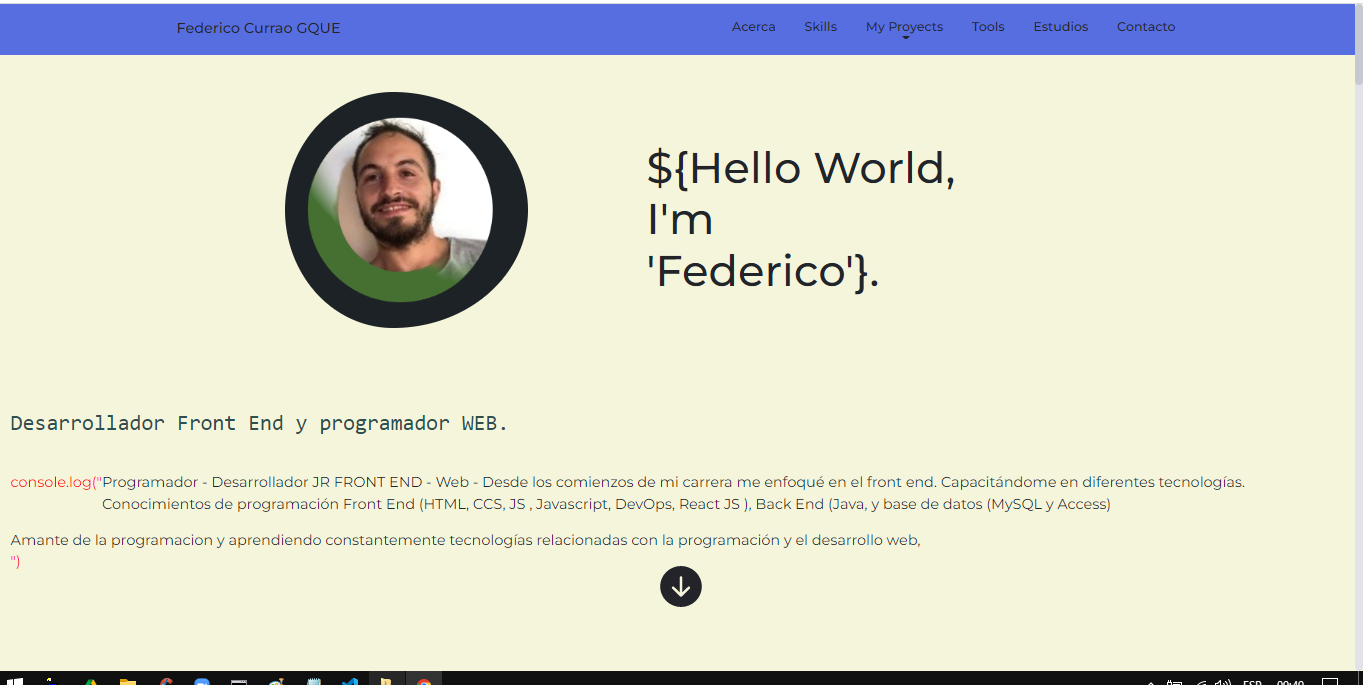 Federico Currao GQUE
Acerca Skills My Proyects Tools Estudios Contacto
${Hello World,
I'm
'Federico'}.
Desarrollador Front End y programador WEB.
console.log("Programador - Desarrollador JR FRONT END - Web - Desde los comienzos de mi carrera me enfoqué en el front end. Capacitándome en diferentes tecnologías.
Conocimientos de programación Front End (HTML, CCS, JS , Javascript, DevOps, React JS ), Back End (Java, y base de datos (MySQL y Access)
Amante de la programacion y aprendiendo constantemente tecnologías relacionadas con la programación y el desarrollo web,
")
ESP